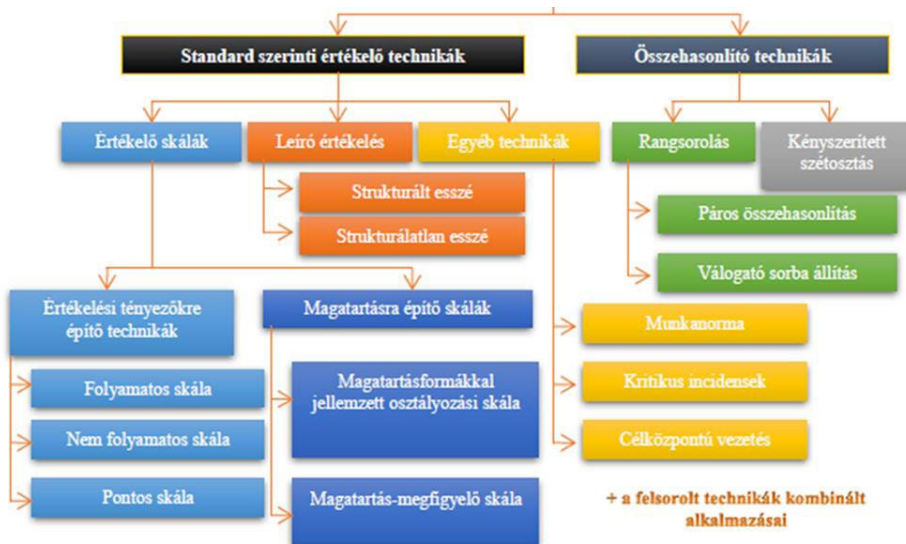 Standard szerinti értékelő technikák
Összehasonlító technikák
Értékelő skálák
Leíró értékelés
Egyéb technikák
Rangsorolás
Kényszerített
szétosztás
Strukturált esszé
Strukturálatlan esszé
Páros összehasonlítás
Válogató sorba állítás
Értékelési tényezőkre
építő technikák
Magatartásra építő skálák
Munkanorma
Folyamatos skála
Magatartásformákkal
jellemzett osztályozási skála
Kritikus incidensek
Nem folyamatos skála
Célközpontú vezetés
Pontos skála
Magatartás-megfigyelő skála
+ a felsorolt technikák kombinált
alkalmazásai